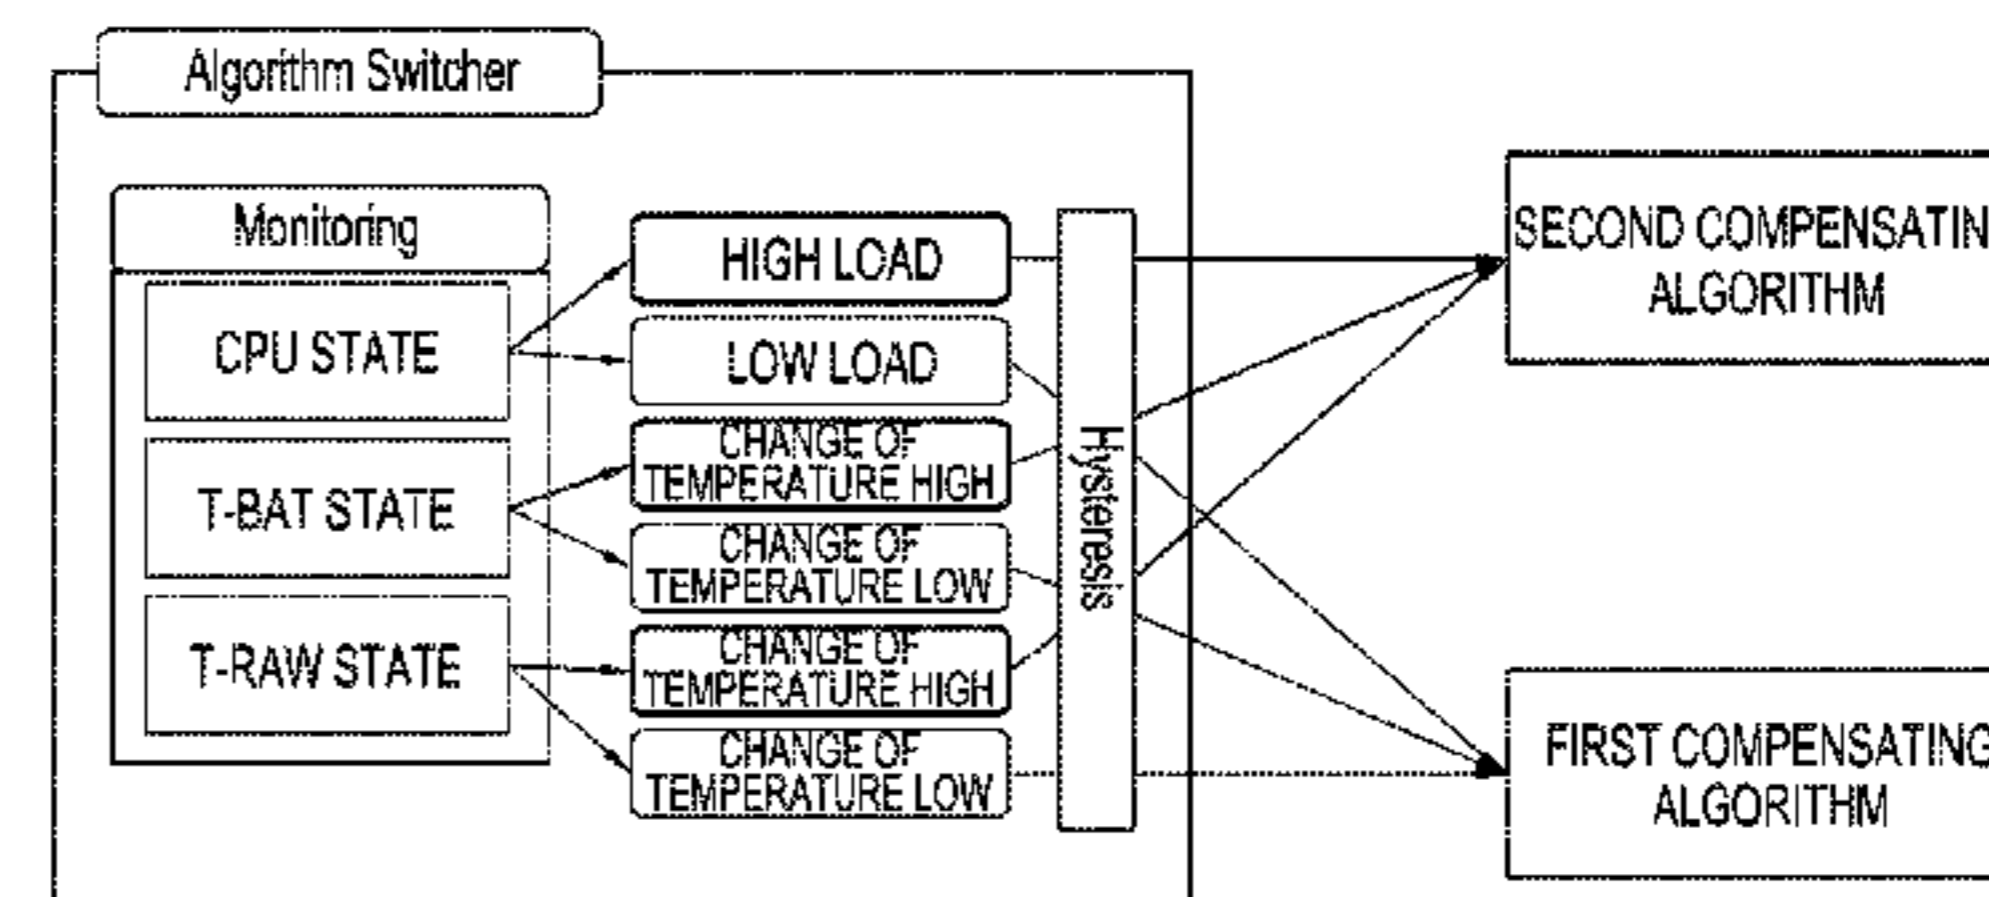 Algorithm Switcher
Monitoring
CPU STATE
T-BAT STATE
T-RAW STATE
HIGH LOAD
LOW LOAD
CHANGE OF
TEMPERATURE HIGH
CHANGE OF
TEMPERATURE LOW
CHANGE OF
TEMPERATURE HIGH
CHANGE OF
TEMPERATURE LOW
Hysteresis
SECOND COMPENSATIN
ALGORITHM
FIRST COMPENSATING
ALGORITHM